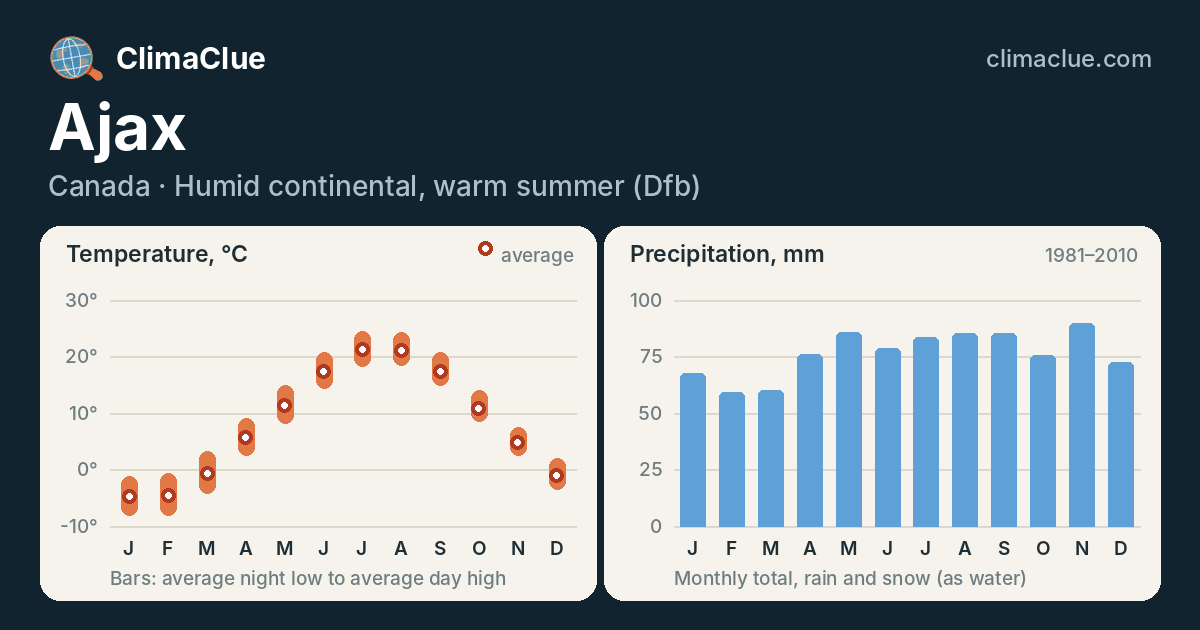 ClimaClue
climaclue.com
Ajax
Canada · Humid continental, warm summer (Dfb)
Temperature, °C
average
30°
20°
10°
0°
-10°
J F M A M J J A S O N D
Bars: average night low to average day high
Precipitation, mm
1981–2010
100
75
50
25
0
J F M A M J J A S O N D
Monthly total, rain and snow (as water)